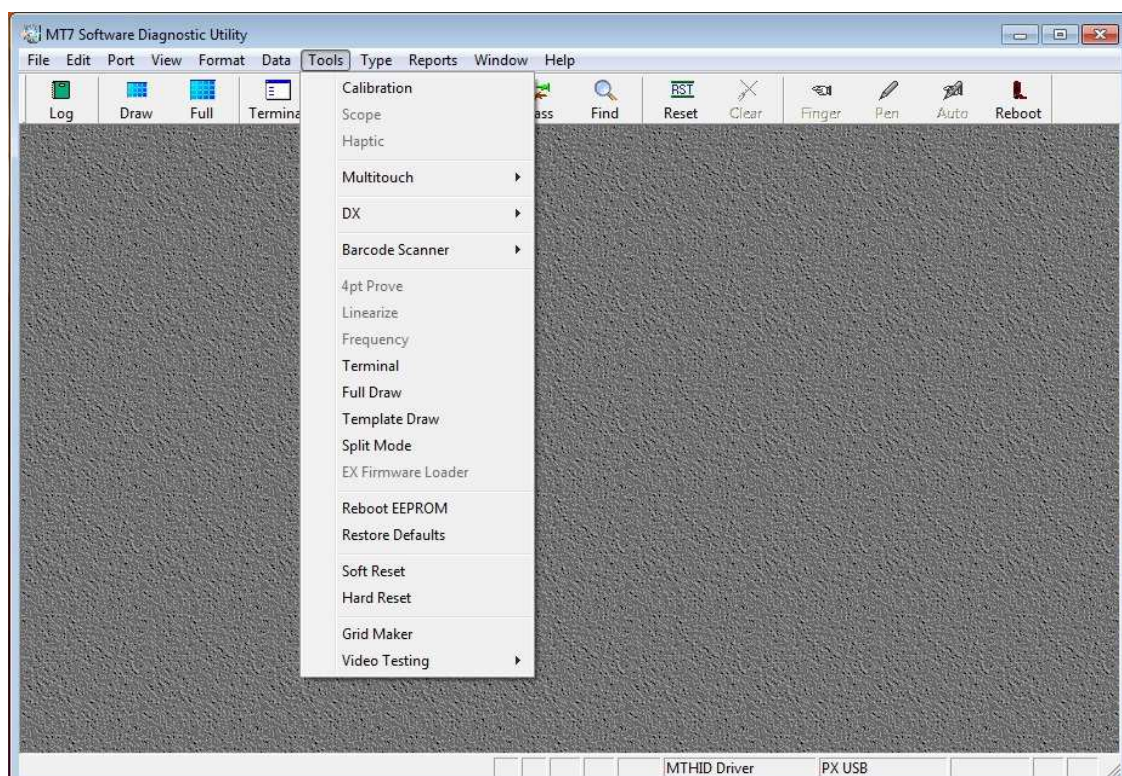 MT7 Software Diagnostic Utility
File Edit Port View Format Data Tools Type Reports Window Help
Log Draw Full Find Reset Clear Finger Pen Auto Reboot
RST
Calibration
Scope
Haptic
Multitouch
DX
Barcode Scanner
4pt Prove
Linearize
Frequency
Terminal
Full Draw
Template Draw
Split Mode
EX Firmware Loader
Reboot EEPROM
Restore Defaults
Soft Reset
Hard Reset
Grid Maker
Video Testing
MTHID Driver PX USB